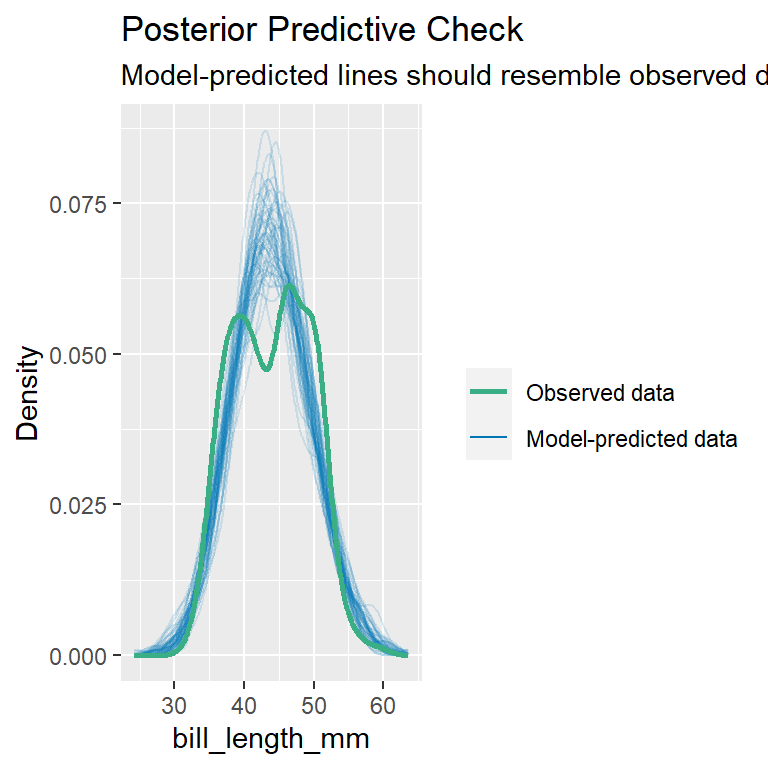 Posterior Predictive Check
Model-predicted lines should resemble observed d
0.075
0.050
0.025
0.000
Density
30 40 50 60
bill_length_mm
Observed data
Model-predicted data